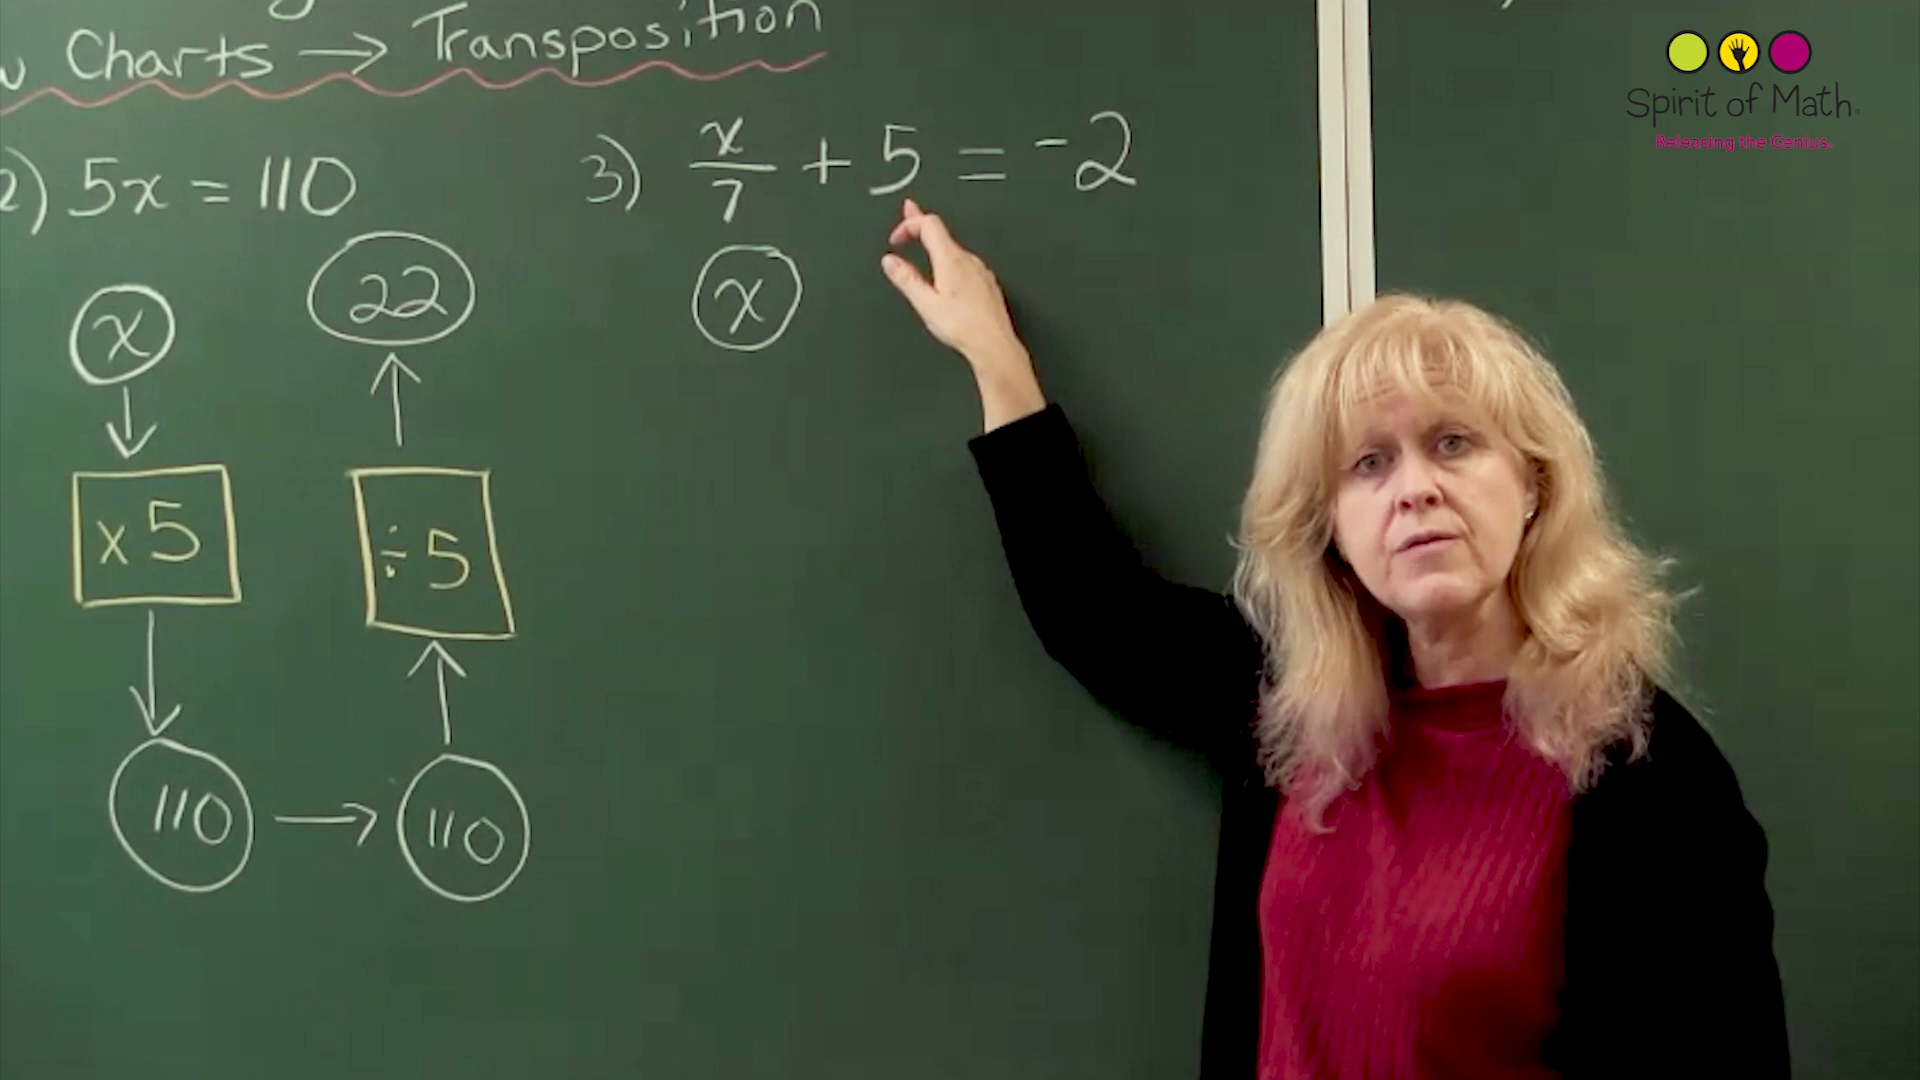 Charts → Transposition
2) 5x = 110
3) x/7 + 5 = ⁻2
x
22
x
× 5
÷ 5
110 → 110
Spirit of Math
Releasing the Genius.